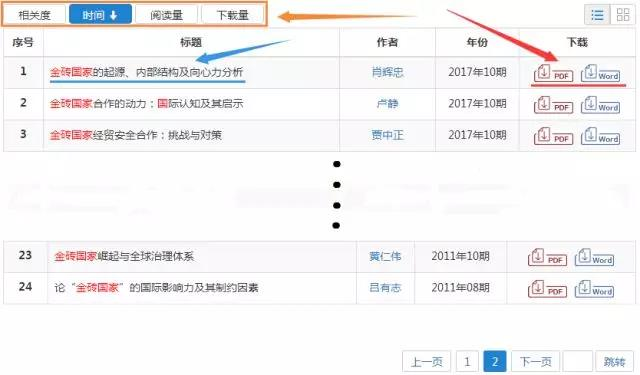 相关度 时间 阅读量 下载量
序号 标题 作者 年份 下载
1 金砖国家的起源、内部结构及向心力分析 肖辉忠 2017年10期 PDF Word
2 金砖国家合作的动力：国际认知及其启示 卢静 2017年10期 PDF Word
3 金砖国家经贸安全合作：挑战与对策 贾中正 2017年10期 PDF Word
23 金砖国家崛起与全球治理体系 黄仁伟 2011年10期 PDF Word
24 论“金砖国家”的国际影响力及其制约因素 吕有志 2011年08期 PDF Word
上一页 1 2 下一页 跳转